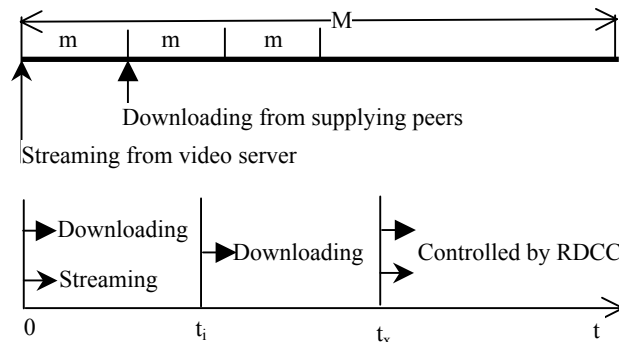 M
m m m
Downloading from supplying peers
Streaming from video server
Downloading
Downloading
Controlled by RDCC
Streaming
0 tᵢ tₓ t